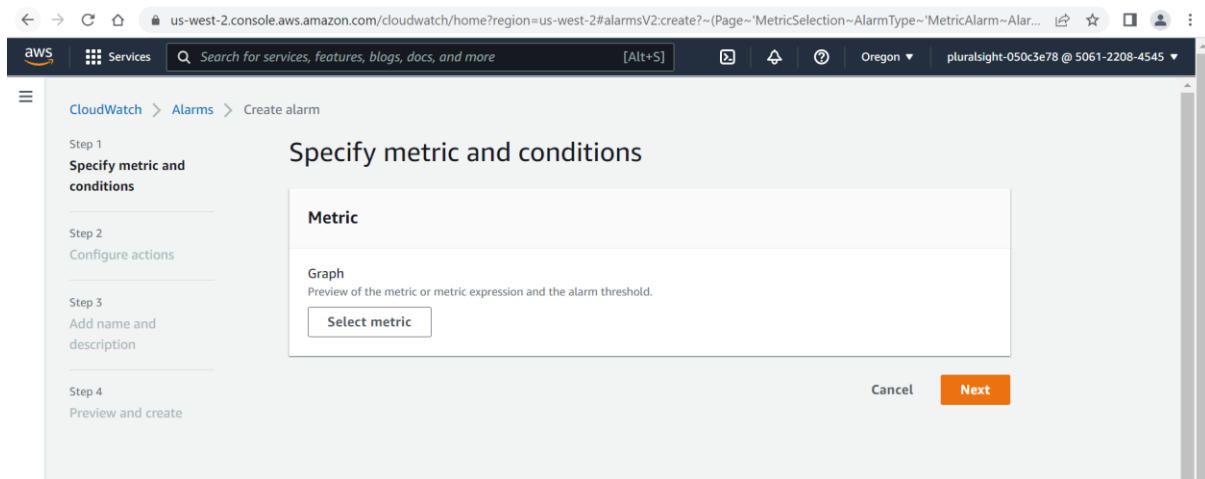 us-west-2.console.aws.amazon.com/cloudwatch/home?region=us-west-2#alarmsV2:create?~(Page~'MetricSelection~AlarmType~'MetricAlarm~Alar...
aws Services Search for services, features, blogs, docs, and more [Alt+S] Oregon ▼ pluralsight-050c3e78 @ 5061-2208-4545 ▼
CloudWatch > Alarms > Create alarm
Step 1
Specify metric and
conditions
Step 2
Configure actions
Step 3
Add name and
description
Step 4
Preview and create
Specify metric and conditions
Metric
Graph
Preview of the metric or metric expression and the alarm threshold.
Select metric
Cancel Next